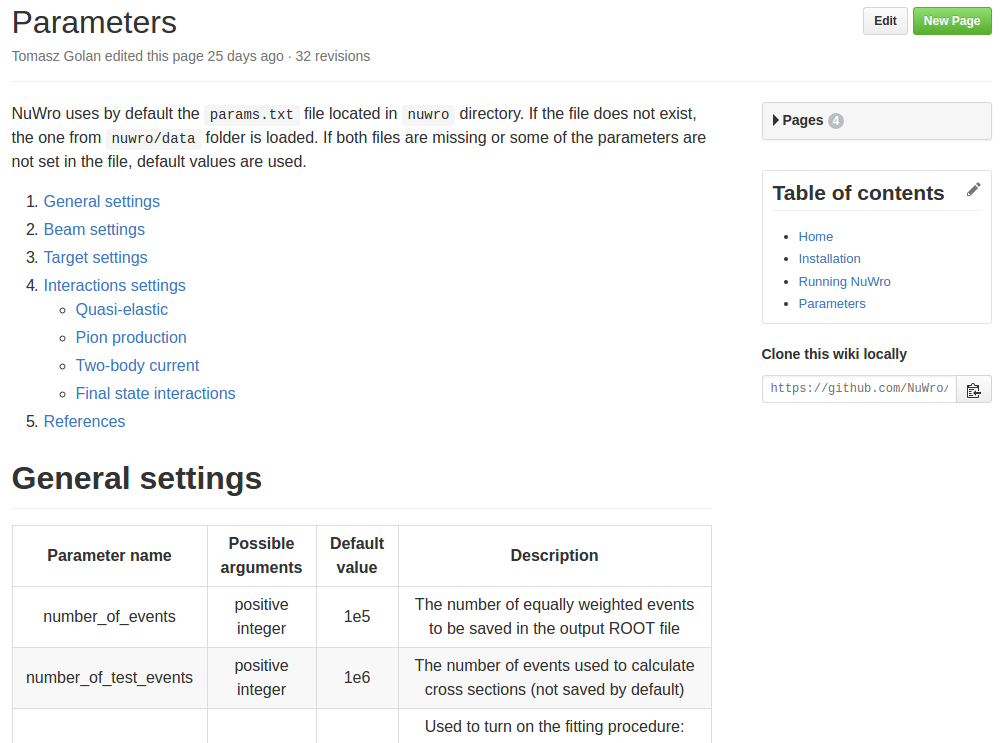 Parameters
Edit
New Page
Tomasz Golan edited this page 25 days ago · 32 revisions
NuWro uses by default the params.txt file located in nuwro directory. If the file does not exist,
the one from nuwro/data folder is loaded. If both files are missing or some of the parameters are
not set in the file, default values are used.
1. General settings
2. Beam settings
3. Target settings
4. Interactions settings
Quasi-elastic
Pion production
Two-body current
Final state interactions
5. References
Pages 4
Table of contents
Home
Installation
Running NuWro
Parameters
Clone this wiki locally
https://github.com/NuWro/
General settings
Parameter name
Possible
arguments
Default
value
Description
number_of_events
positive
integer
1e5
The number of equally weighted events
to be saved in the output ROOT file
number_of_test_events
positive
integer
1e6
The number of events used to calculate
cross sections (not saved by default)
Used to turn on the fitting procedure: